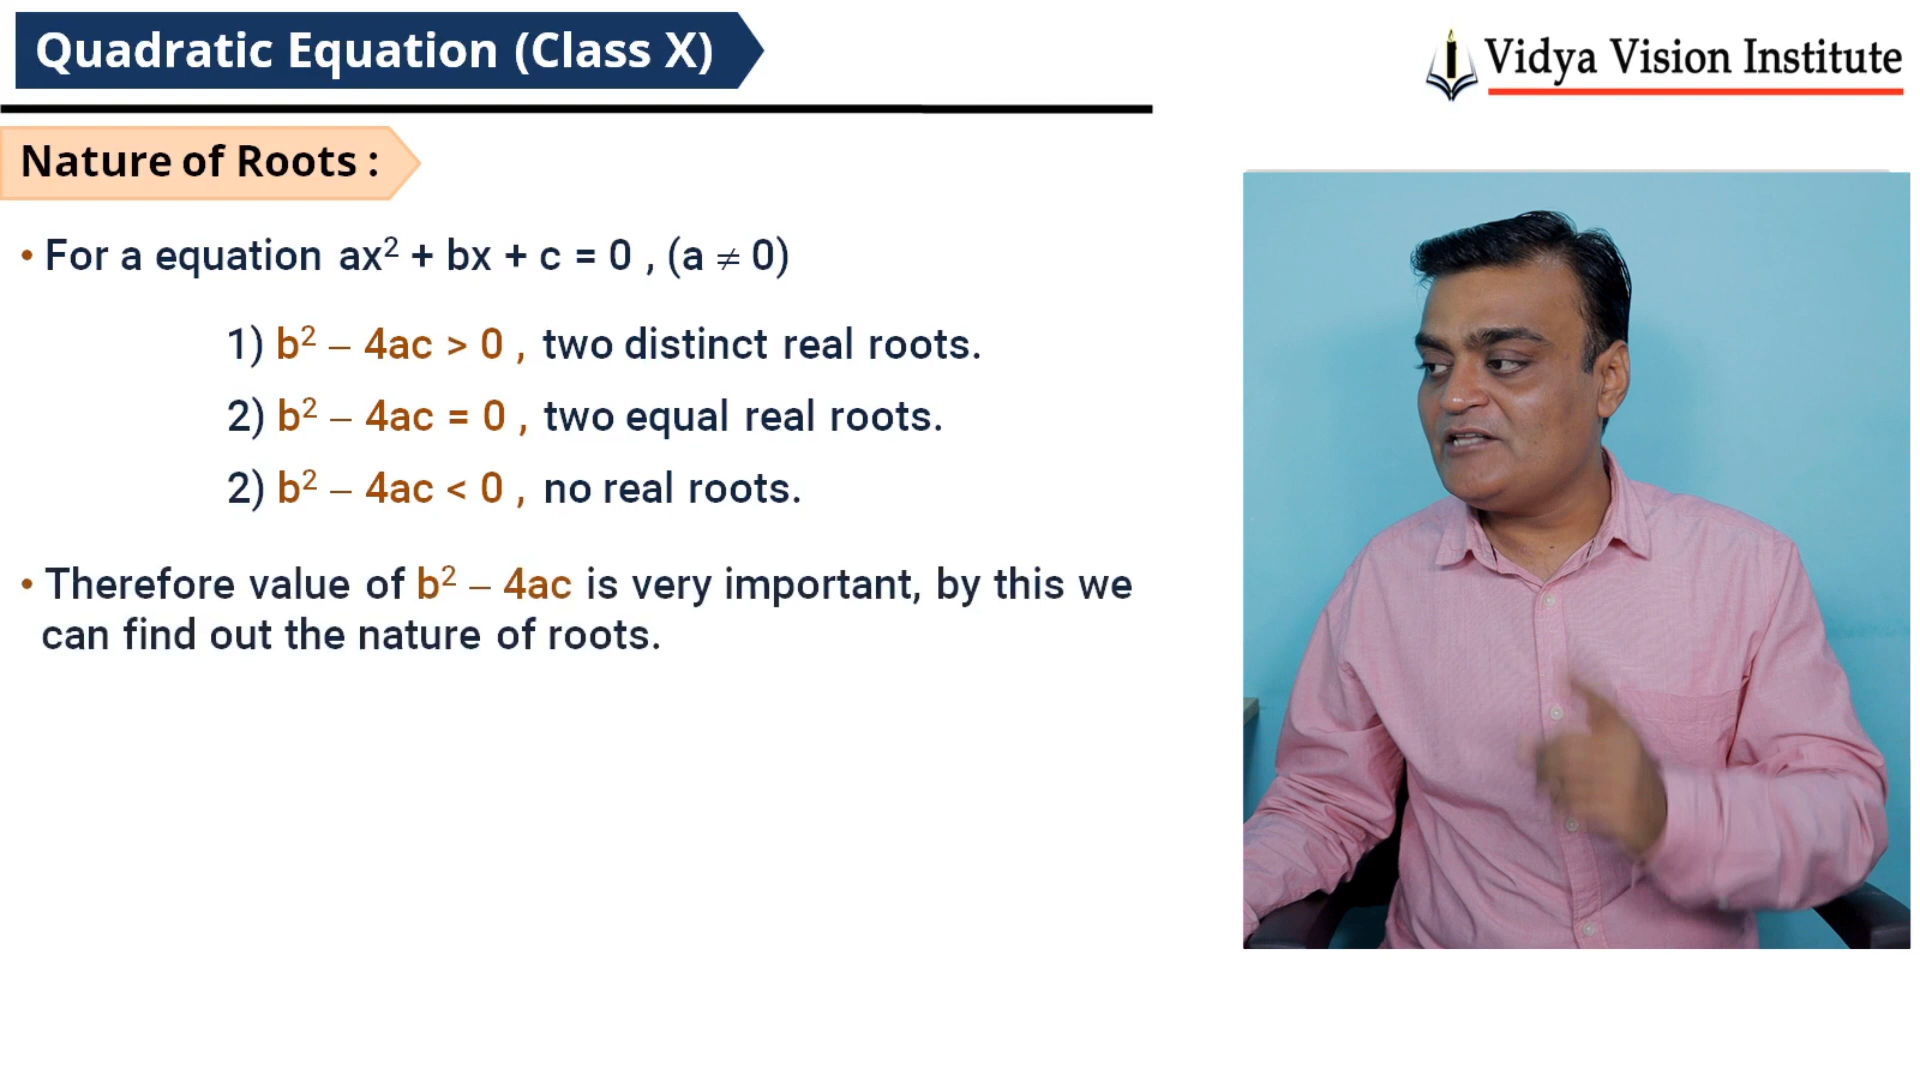 Quadratic Equation (Class X)
Vidya Vision Institute
Nature of Roots :
• For a equation ax² + bx + c = 0 , (a ≠ 0)
1) b² – 4ac > 0 , two distinct real roots.
2) b² – 4ac = 0 , two equal real roots.
2) b² – 4ac < 0 , no real roots.
• Therefore value of b² – 4ac is very important, by this we
can find out the nature of roots.